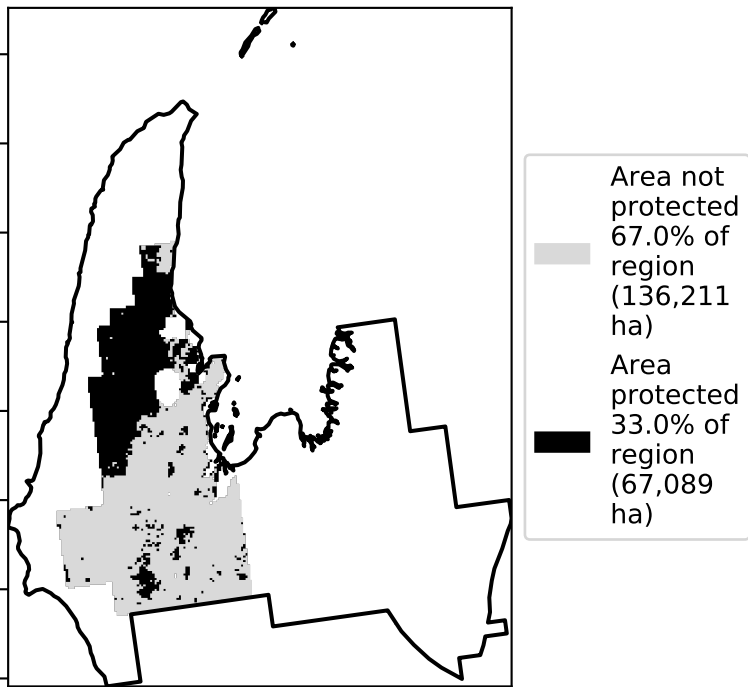 Area not
protected
67.0% of
region
(136,211
ha)
Area
protected
33.0% of
region
(67,089
ha)